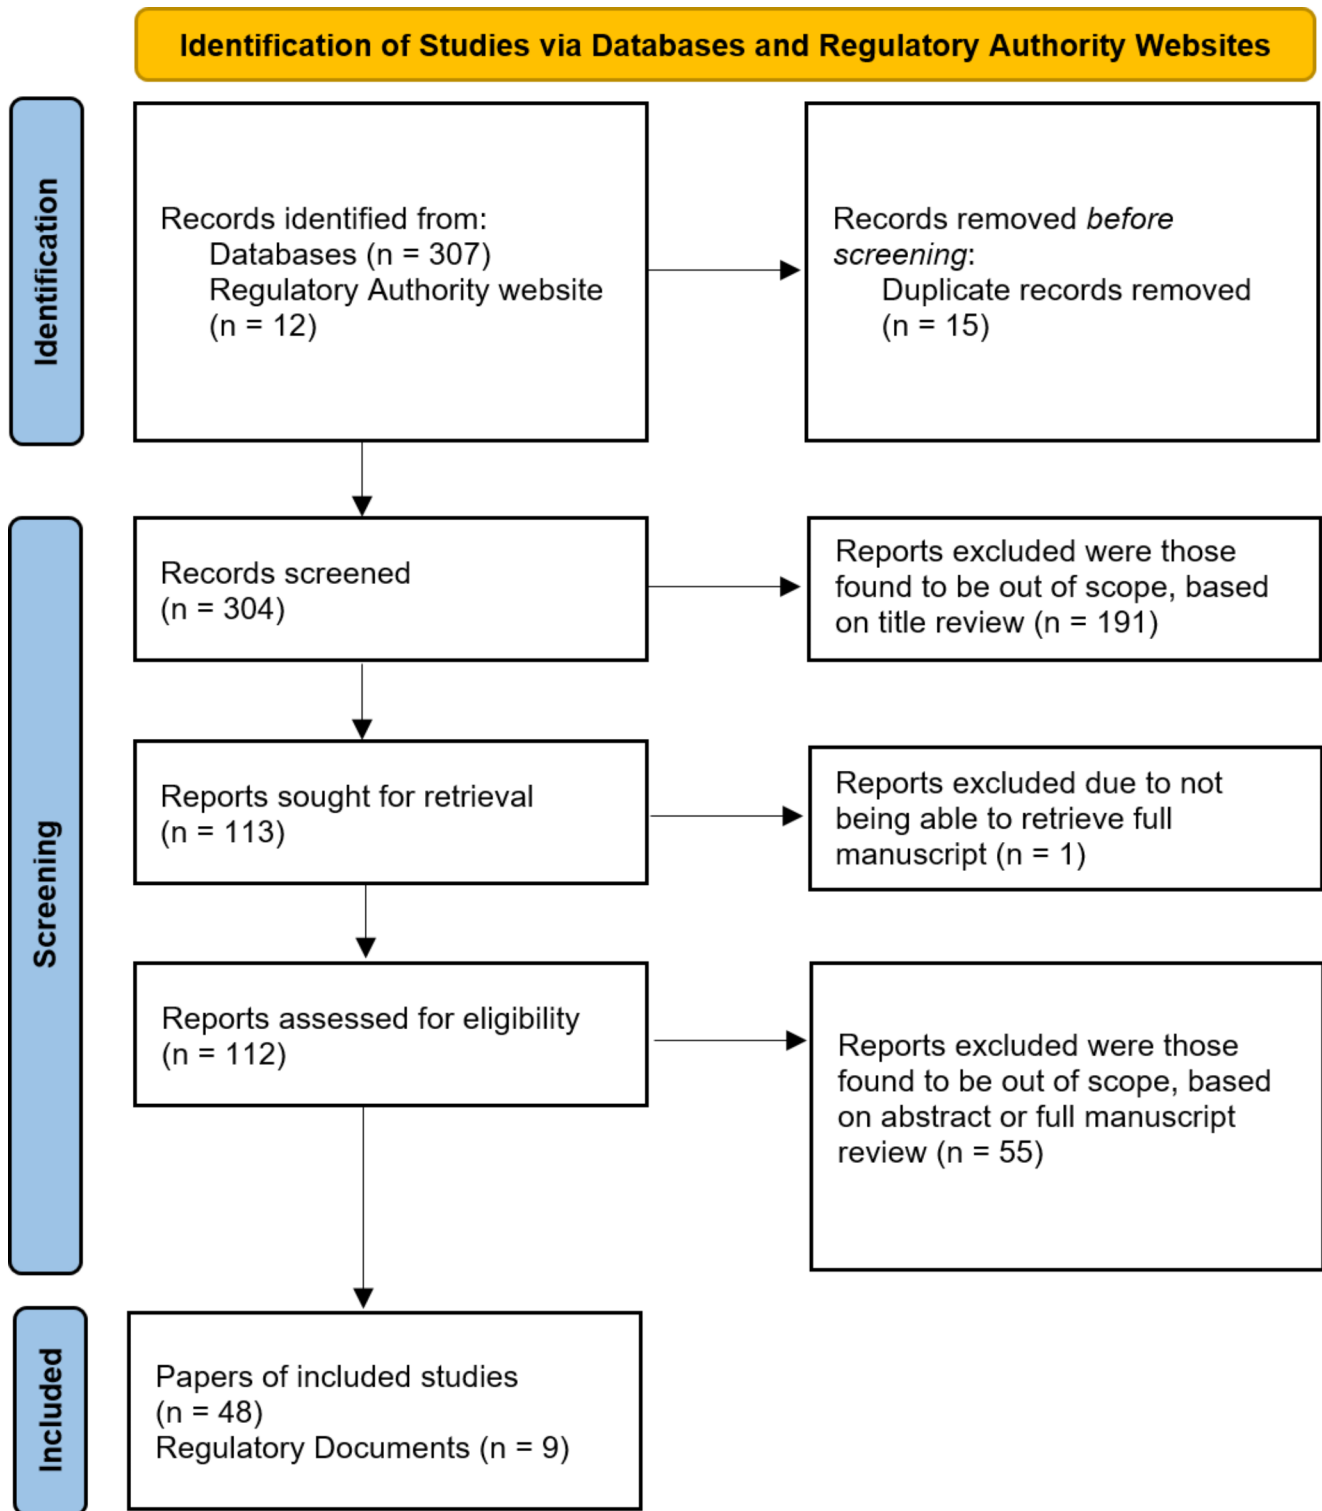 Identification of Studies via Databases and Regulatory Authority Websites
Identification
Records identified from:
Databases (n = 307)
Regulatory Authority website
(n = 12)
Records removed before
screening:
Duplicate records removed
(n = 15)
Screening
Records screened
(n = 304)
Reports excluded were those
found to be out of scope, based
on title review (n = 191)
Reports sought for retrieval
(n = 113)
Reports excluded due to not
being able to retrieve full
manuscript (n = 1)
Reports assessed for eligibility
(n = 112)
Reports excluded were those
found to be out of scope, based
on abstract or full manuscript
review (n = 55)
Included
Papers of included studies
(n = 48)
Regulatory Documents (n = 9)